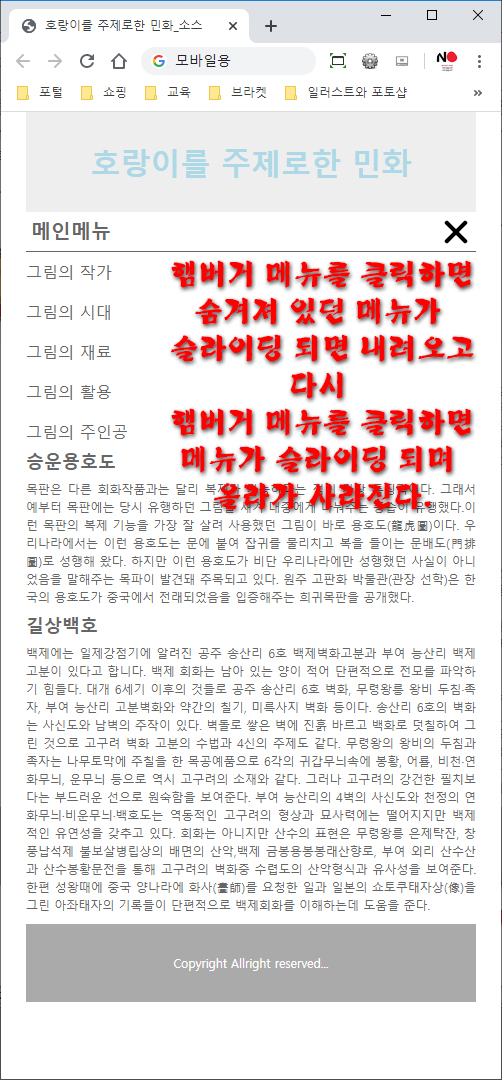 호랑이를 주제로한 민화_소스
모바일용
포털 쇼핑 교육 브라켓 일러스트와 포토샵
호랑이를 주제로한 민화
메인메뉴
그림의 작가
그림의 시대
그림의 재료
그림의 활용
그림의 주인공
햄버거 메뉴를 클릭하면
숨겨져 있던 메뉴가
슬라이딩 되면 내려오고
다시
햄버거 메뉴를 클릭하면
메뉴가 슬라이딩 되며
올라가 사라진다.
승운용호도
목판은 다른 회화작품과는 달리 그래서
예부터 목판에는 당시 유행하던 유행했다.이
런 목판의 복제 기능을 가장 잘 살려 사용했던 그림이 바로 용호도(龍虎圖)이다. 우
리나라에서는 이런 용호도는 문에 붙여 잡귀를 물리치고 복을 들이는 문배도(門排
圖)로 성행해 왔다. 하지만 이런 용호도가 비단 우리나라에만 성행했던 사실이 아니
었음을 말해주는 목파이 발견돼 주목되고 있다. 원주 고판화 박물관(관장 선학)은 한
국의 용호도가 중국에서 전래되었음을 입증해주는 희귀목판을 공개했다.
길상백호
백제에는 일제강점기에 알려진 공주 송산리 6호 백제벽화고분과 부여 능산리 벽제
고분이 있다고 합니다. 백제 회화는 남아 있는 양이 적어 단편적으로 전모를 파악하
기 힘들다. 대개 6세기 이후의 것들로 공주 송산리 6호 벽화, 무령왕릉 왕비 두침·족
자, 부여 능산리 고분벽화와 약간의 칠기, 미륵사지 벽화 등이다. 송산리 6호의 벽화
는 사신도와 남벽의 주작이 있다. 벽돌로 쌓은 벽에 진흙 바르고 백화로 덧칠하여 그
린 것으로 고구려 벽화 고분의 수법과 4신의 주제도 같다. 무령왕의 왕비의 두침과
족자는 나무토막에 주칠을 한 목공예품으로 6각의 귀갑무늬속에 봉황, 어룡, 비천·연
화무늬, 운무늬 등으로 역시 고구려의 소재와 같다. 그러나 고구려의 강건한 필치보
다는 부드러운 선으로 원숙함을 보여준다. 부여 능산리의 4벽의 사신도와 천정의 연
화무늬·비운무늬·백호도는 역동적인 고구려의 형상과 묘사력에는 떨어지지만 백제
적인 유연성을 갖추고 있다. 회화는 아니지만 산수의 표현은 무령왕릉 은제탁잔, 창
풍납석제 불보살병립상의 배면의 산악,백제 금봉용봉봉래산향로, 부여 외리 산수산
과 산수봉황문전을 통해 고구려의 벽화중 수렵도의 산악형식과 유사성을 보여준다.
한편 성왕때에 중국 양나라에 화사(畫師)를 요청한 일과 일본의 쇼토쿠태자상(像)을
그린 아좌태자의 기록들이 단편적으로 백제회화를 이해하는데 도움을 준다.
Copyright Allright reserved...